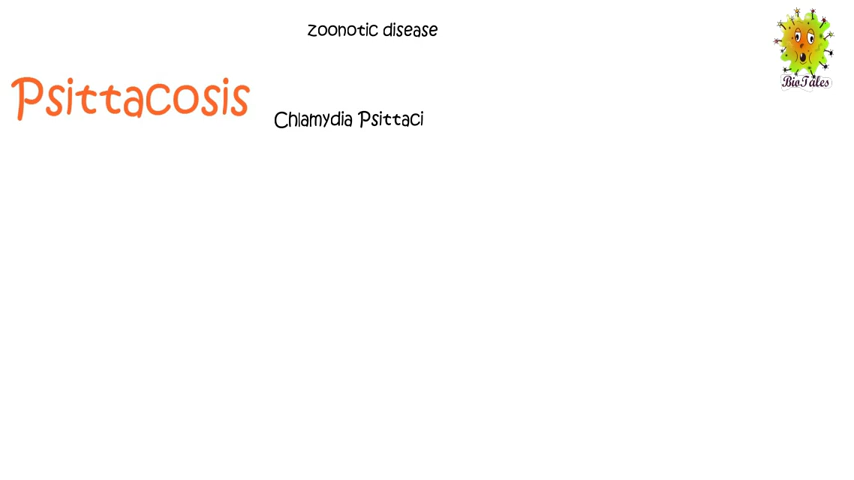 zoonotic disease
Psittacosis
Chlamydia Psittaci
BioTales